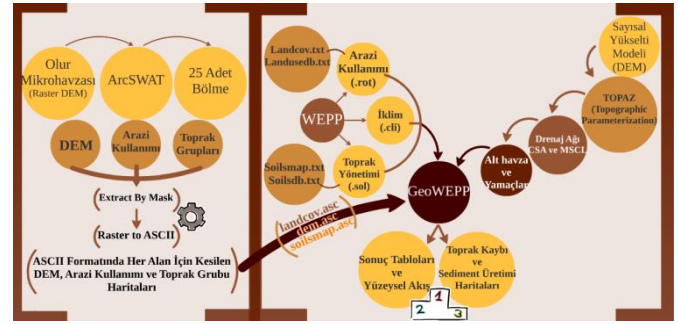 Olur
Mikrohavzası
(Raster DEM)
ArcSWAT
25 Adet
Bölme
DEM
Arazi
Kullanımı
Toprak
Grupları
Extract By Mask
Raster to ASCII
ASCII Formatında Her Alan İçin Kesilen
DEM, Arazi Kullanımı ve Toprak Grubu
Haritaları
Landcov.txt
Landusedb.txt
Arazi
Kullanımı
(.rot)
WEPP
İklim
(.cli)
Soilsmap.txt
Soilsdb.txt
Toprak
Yönetimi
(.sol)
landcov.asc
dem.asc
soilsmap.asc
GeoWEPP
Sayısal
Yükselti
Modeli
(DEM)
TOPAZ
(Topographic
Parameterization)
Drenaj Ağı
CSA ve MSCL
Alt havza
ve
Yamaçlar
Sonuç Tabloları
ve
Yüzeysel Akış
Toprak Kaybı
ve
Sediment Üretimi
Haritaları
1
2
3